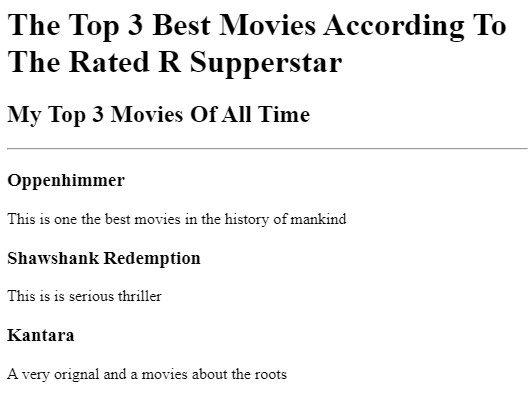 The Top 3 Best Movies According To
The Rated R Supperstar
My Top 3 Movies Of All Time
Oppenhimmer
This is one the best movies in the history of mankind
Shawshank Redemption
This is is serious thriller
Kantara
A very orignal and a movies about the roots